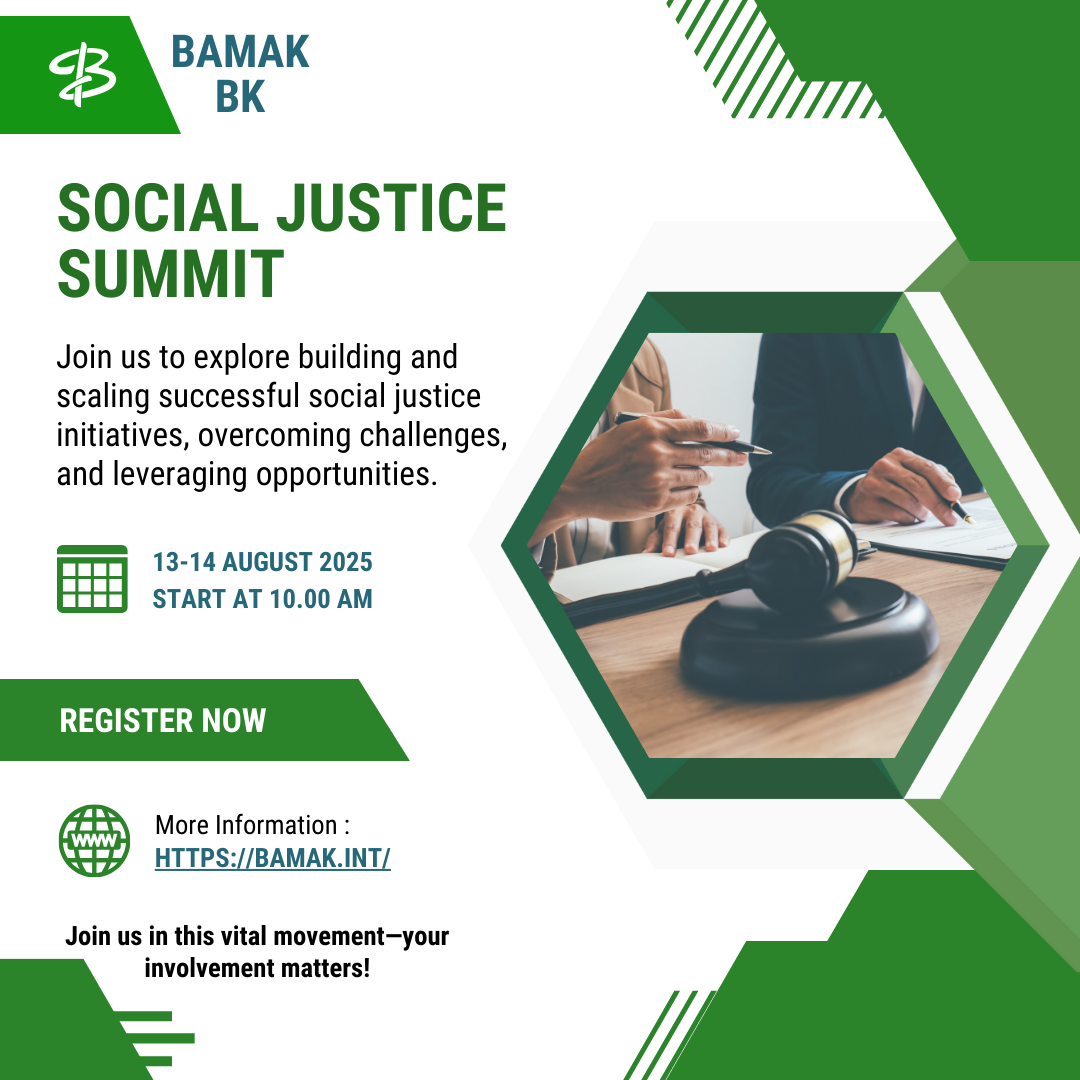 BAMAK
BK
SOCIAL JUSTICE
SUMMIT
Join us to explore building and
scaling successful social justice
initiatives, overcoming challenges,
and leveraging opportunities.
13-14 AUGUST 2025
START AT 10.00 AM
REGISTER NOW
WWW
More Information :
HTTPS://BAMAK.INT/
Join us in this vital movement—your
involvement matters!